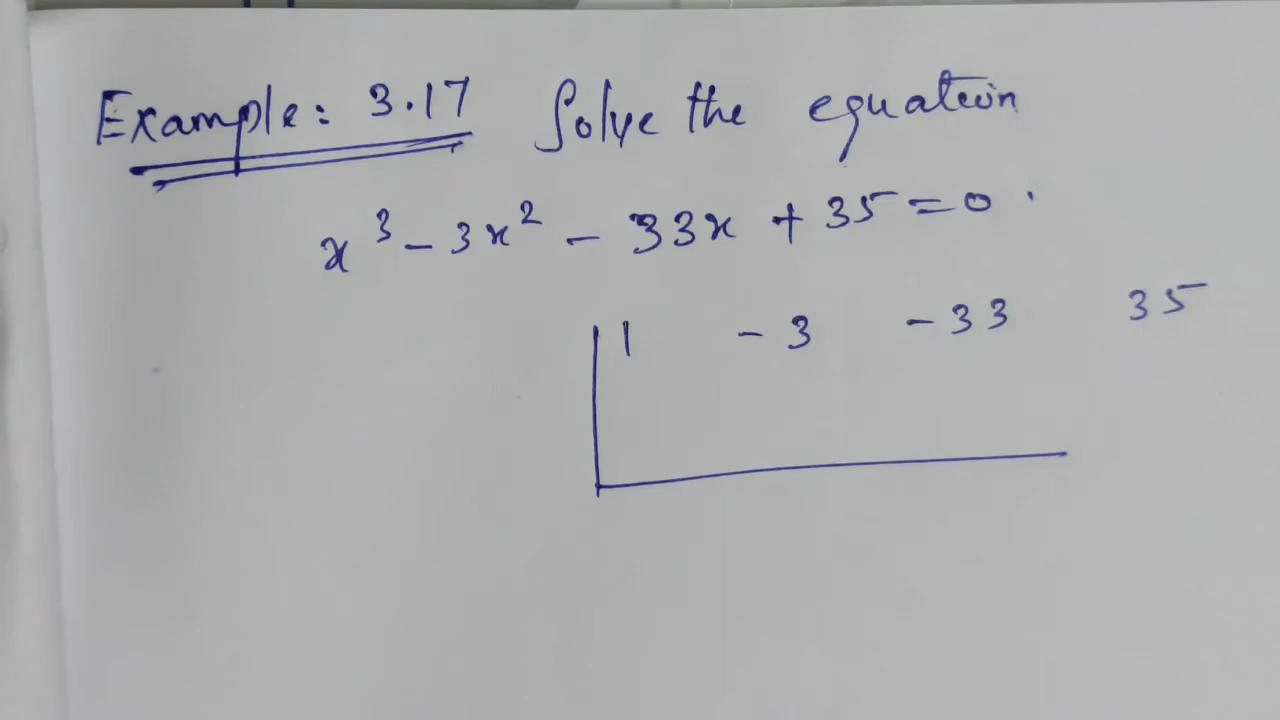 Example: 3.17 Solve the equation
x³ - 3x² - 33x + 35 = 0.
1 - 3 - 33 35